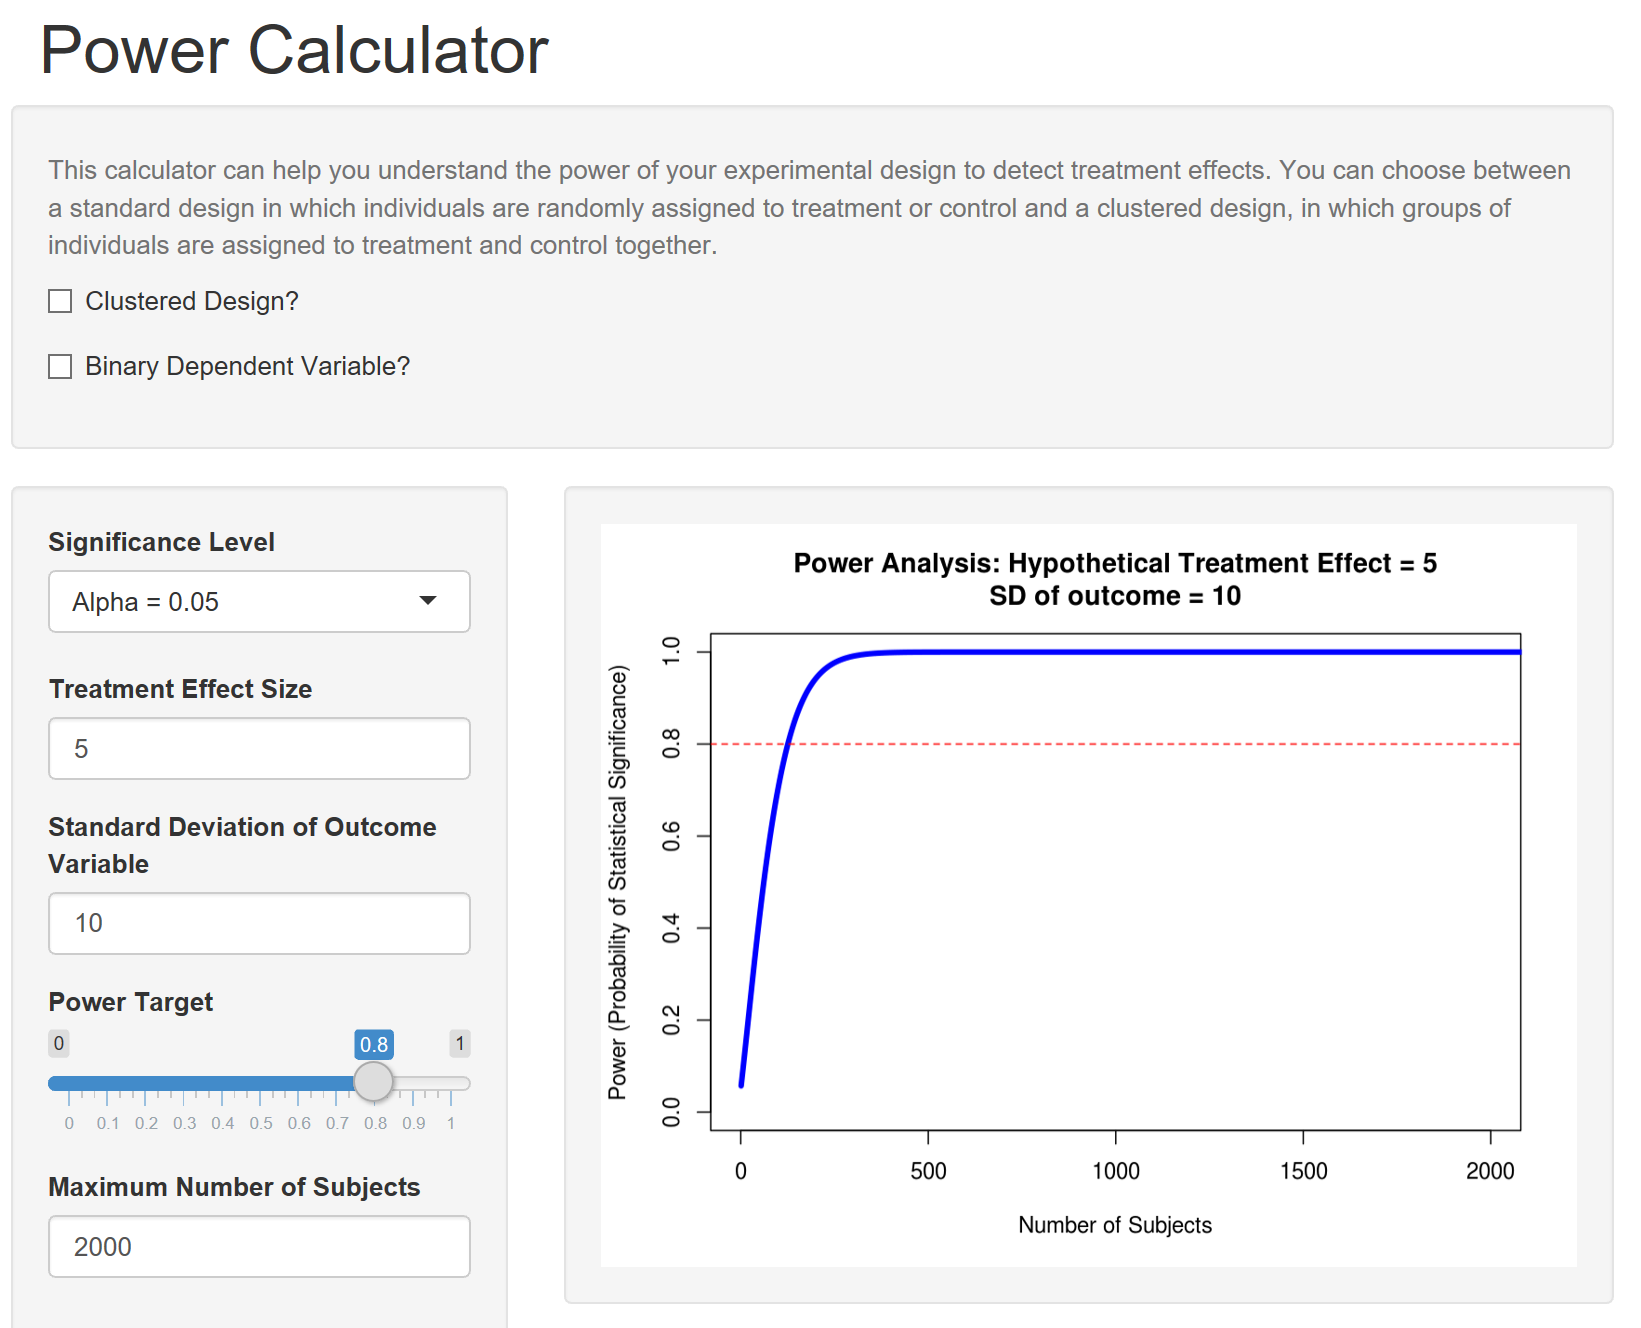 Power Calculator
This calculator can help you understand the power of your experimental design to detect treatment effects. You can choose between
a standard design in which individuals are randomly assigned to treatment or control and a clustered design, in which groups of
individuals are assigned to treatment and control together.
Clustered Design?
Binary Dependent Variable?
Significance Level
Alpha = 0.05
Treatment Effect Size
5
Standard Deviation of Outcome
Variable
10
Power Target
0 0.8 1
0 0.1 0.2 0.3 0.4 0.5 0.6 0.7 0.8 0.9 1
Maximum Number of Subjects
2000
Power Analysis: Hypothetical Treatment Effect = 5
SD of outcome = 10
Power (Probability of Statistical Significance)
1.0
0.8
0.6
0.4
0.2
0.0
0 500 1000 1500 2000
Number of Subjects